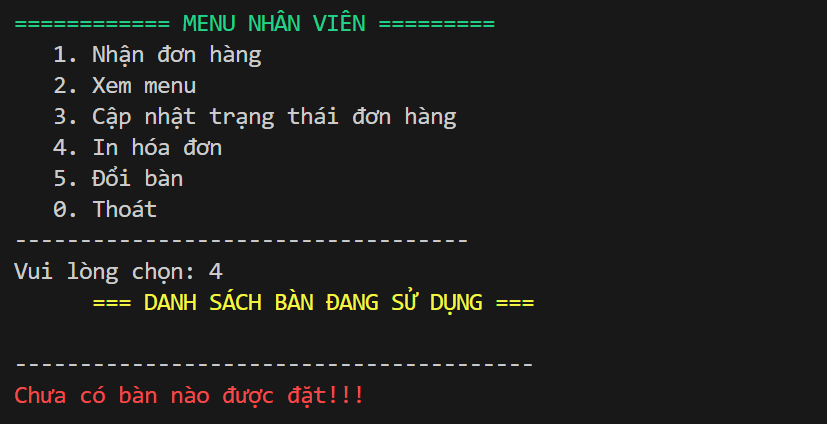 ============ MENU NHÂN VIÊN =========
1. Nhận đơn hàng
2. Xem menu
3. Cập nhật trạng thái đơn hàng
4. In hóa đơn
5. Đổi bàn
0. Thoát
-----------------------------------
Vui lòng chọn: 4
=== DANH SÁCH BÀN ĐANG SỬ DỤNG ===
----------------------------------------
Chưa có bàn nào được đặt!!!